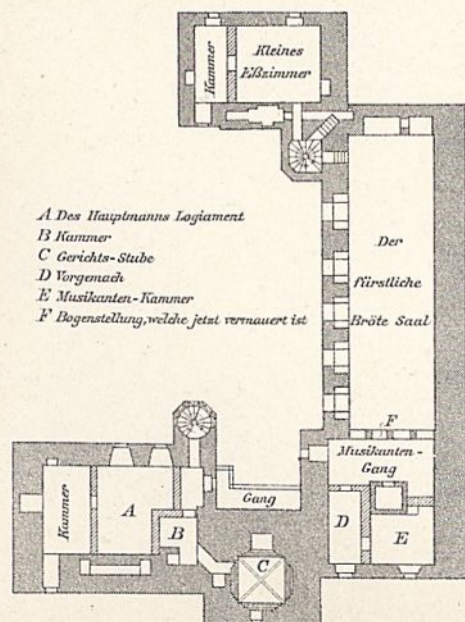 Kammer
Kleines
Eßzimmer
A Des Hauptmanns Logiament
B Kammer
C Gerichts-Stube
D Vorgemach
E Musikanten-Kammer
F Bogenstellung, welche jetzt vermauert ist
Der
fürstliche
Bröte Saal
F
Musikanten-
Gang
Kammer
A
B
Gang
C
D
E